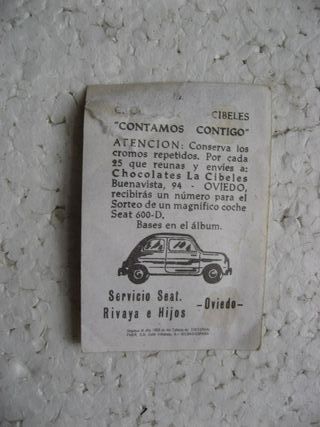 CIBELES
"CONTAMOS CONTIGO"
ATENCION: Conserva los
cromos repetidos. Por cada
25 que reunas y envíes a:
Chocolates La Cibeles
Buenavista, 94 - OVIEDO,
recibirás un número para el
Sorteo de un magnífico coche
Seat 600-D.
Bases en el álbum.
Servicio Seat.
Rivaya e Hijos
-Oviedo-